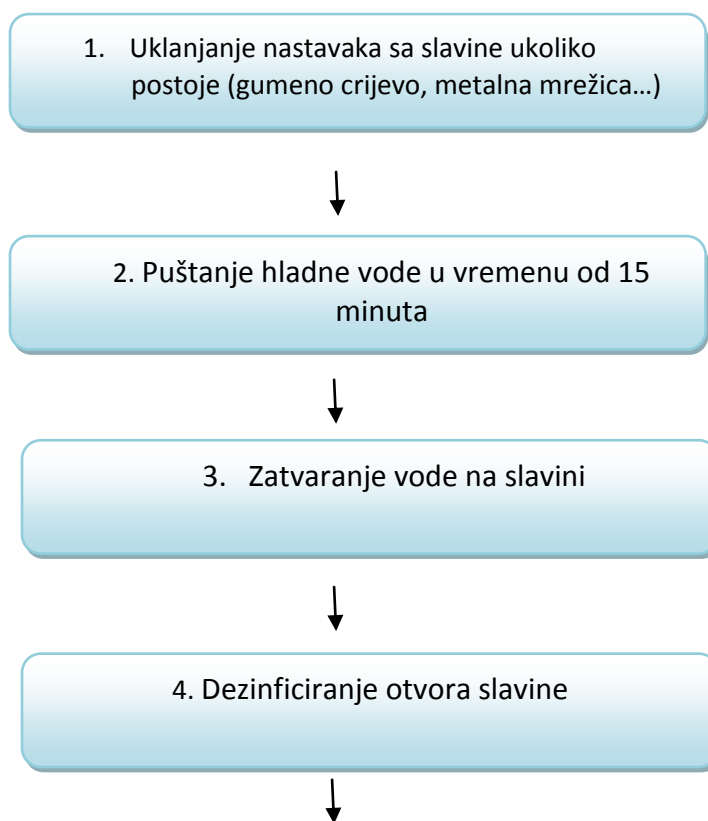 1. Uklanjanje nastavaka sa slavine ukoliko
postoje (gumeno crijevo, metalna mrežica…)
2. Puštanje hladne vode u vremenu od 15
minuta
3. Zatvaranje vode na slavini
4. Dezinficiranje otvora slavine